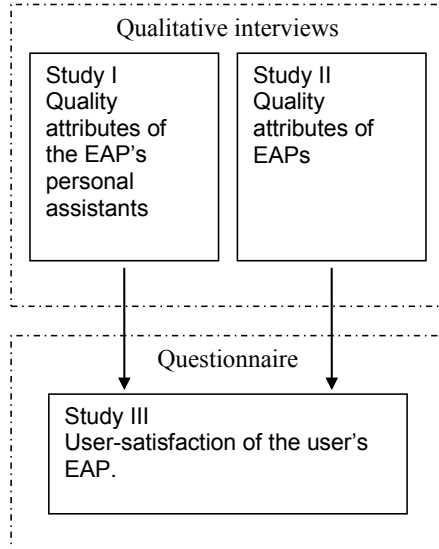 Qualitative interviews
Study I
Quality
attributes of
the EAP's
personal
assistants
Study II
Quality
attributes of
EAPs
Questionnaire
Study III
User-satisfaction of the user's
EAP.